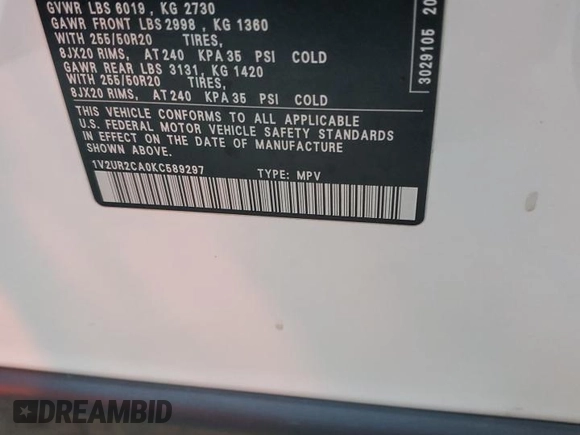 GVWR LBS 6019 , KG 2730
GAWR FRONT LBS 2998 , KG 1360
WITH 255/50R20 TIRES,
8JX20 RIMS, AT 240 KPA 35 PSI COLD
GAWR REAR LBS 3131, KG 1420
WITH 255/50R20 TIRES,
8JX20 RIMS, AT 240 KPA 35 PSI COLD
THIS VEHICLE CONFORMS TO ALL APPLICABLE
U.S. FEDERAL MOTOR VEHICLE SAFETY STANDARDS
IN EFFECT ON THE DATE OF MANUFACTURE
SHOWN ABOVE.
1V2UR2CA0KC589297 TYPE: MPV
3029105 20
DREAMBID